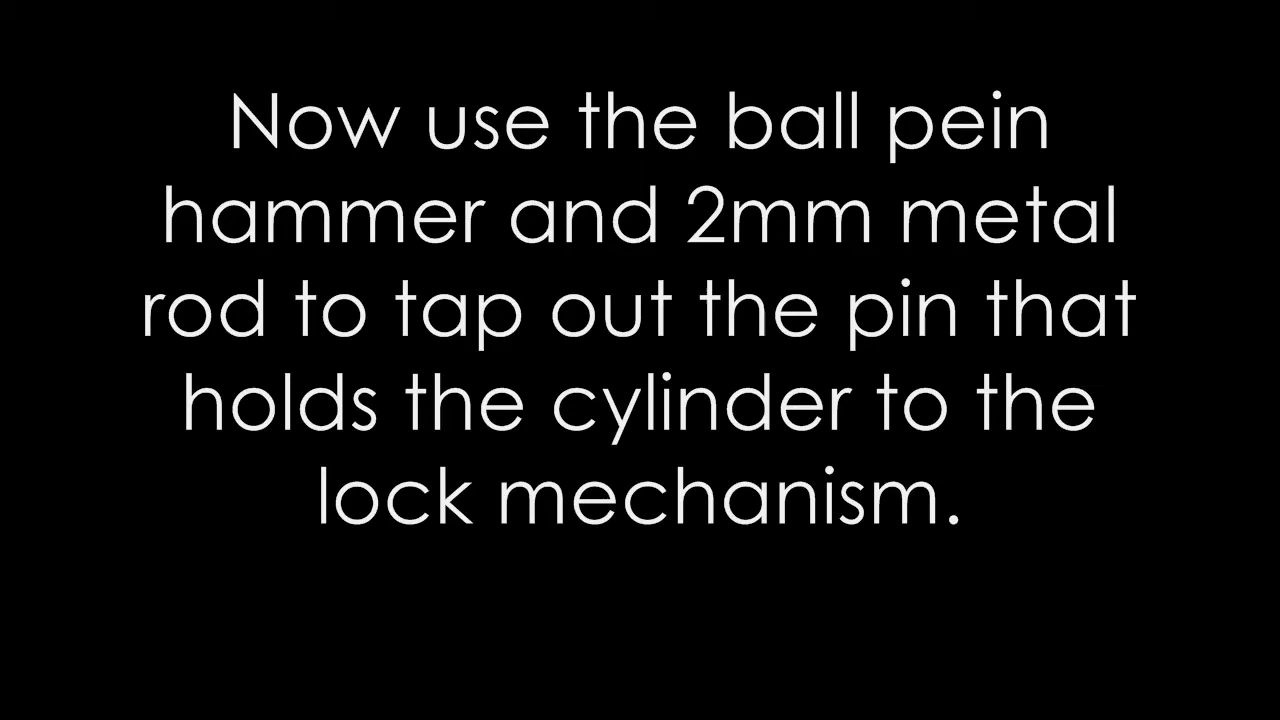 Now use the ball pein
hammer and 2mm metal
rod to tap out the pin that
holds the cylinder to the
lock mechanism.